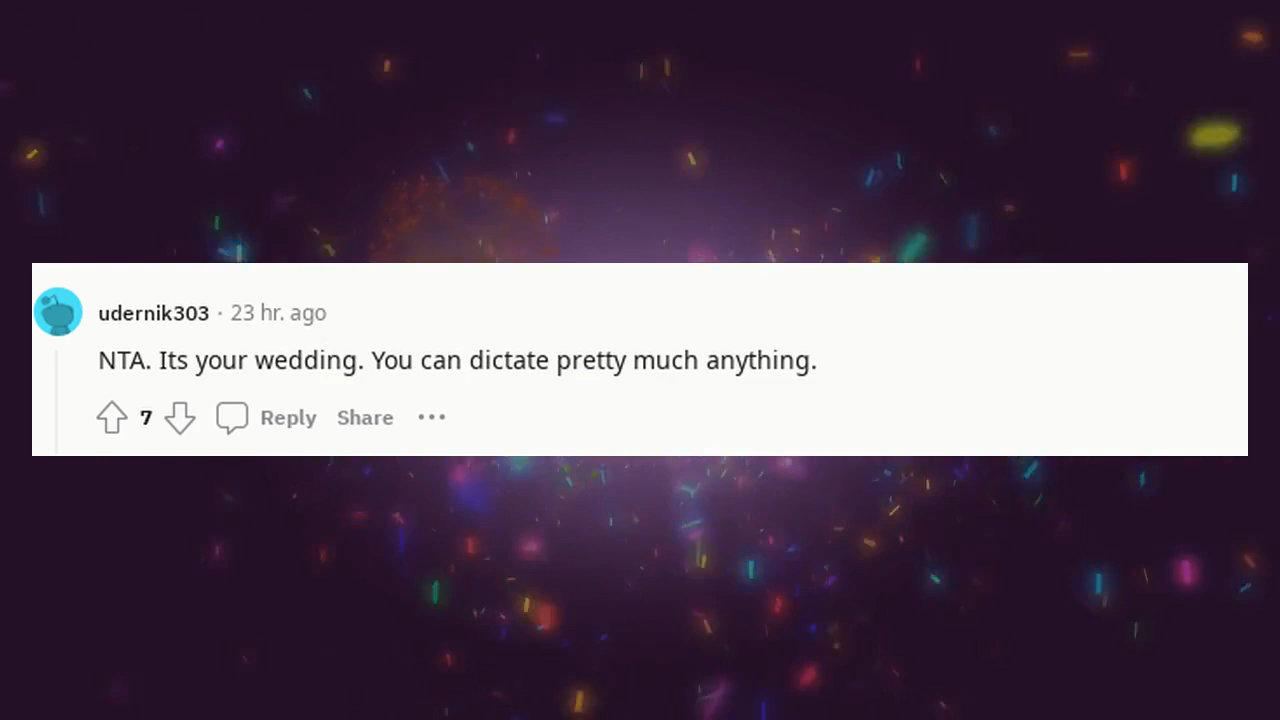 udernik303 · 23 hr. ago
NTA. Its your wedding. You can dictate pretty much anything.
7 Reply Share ···